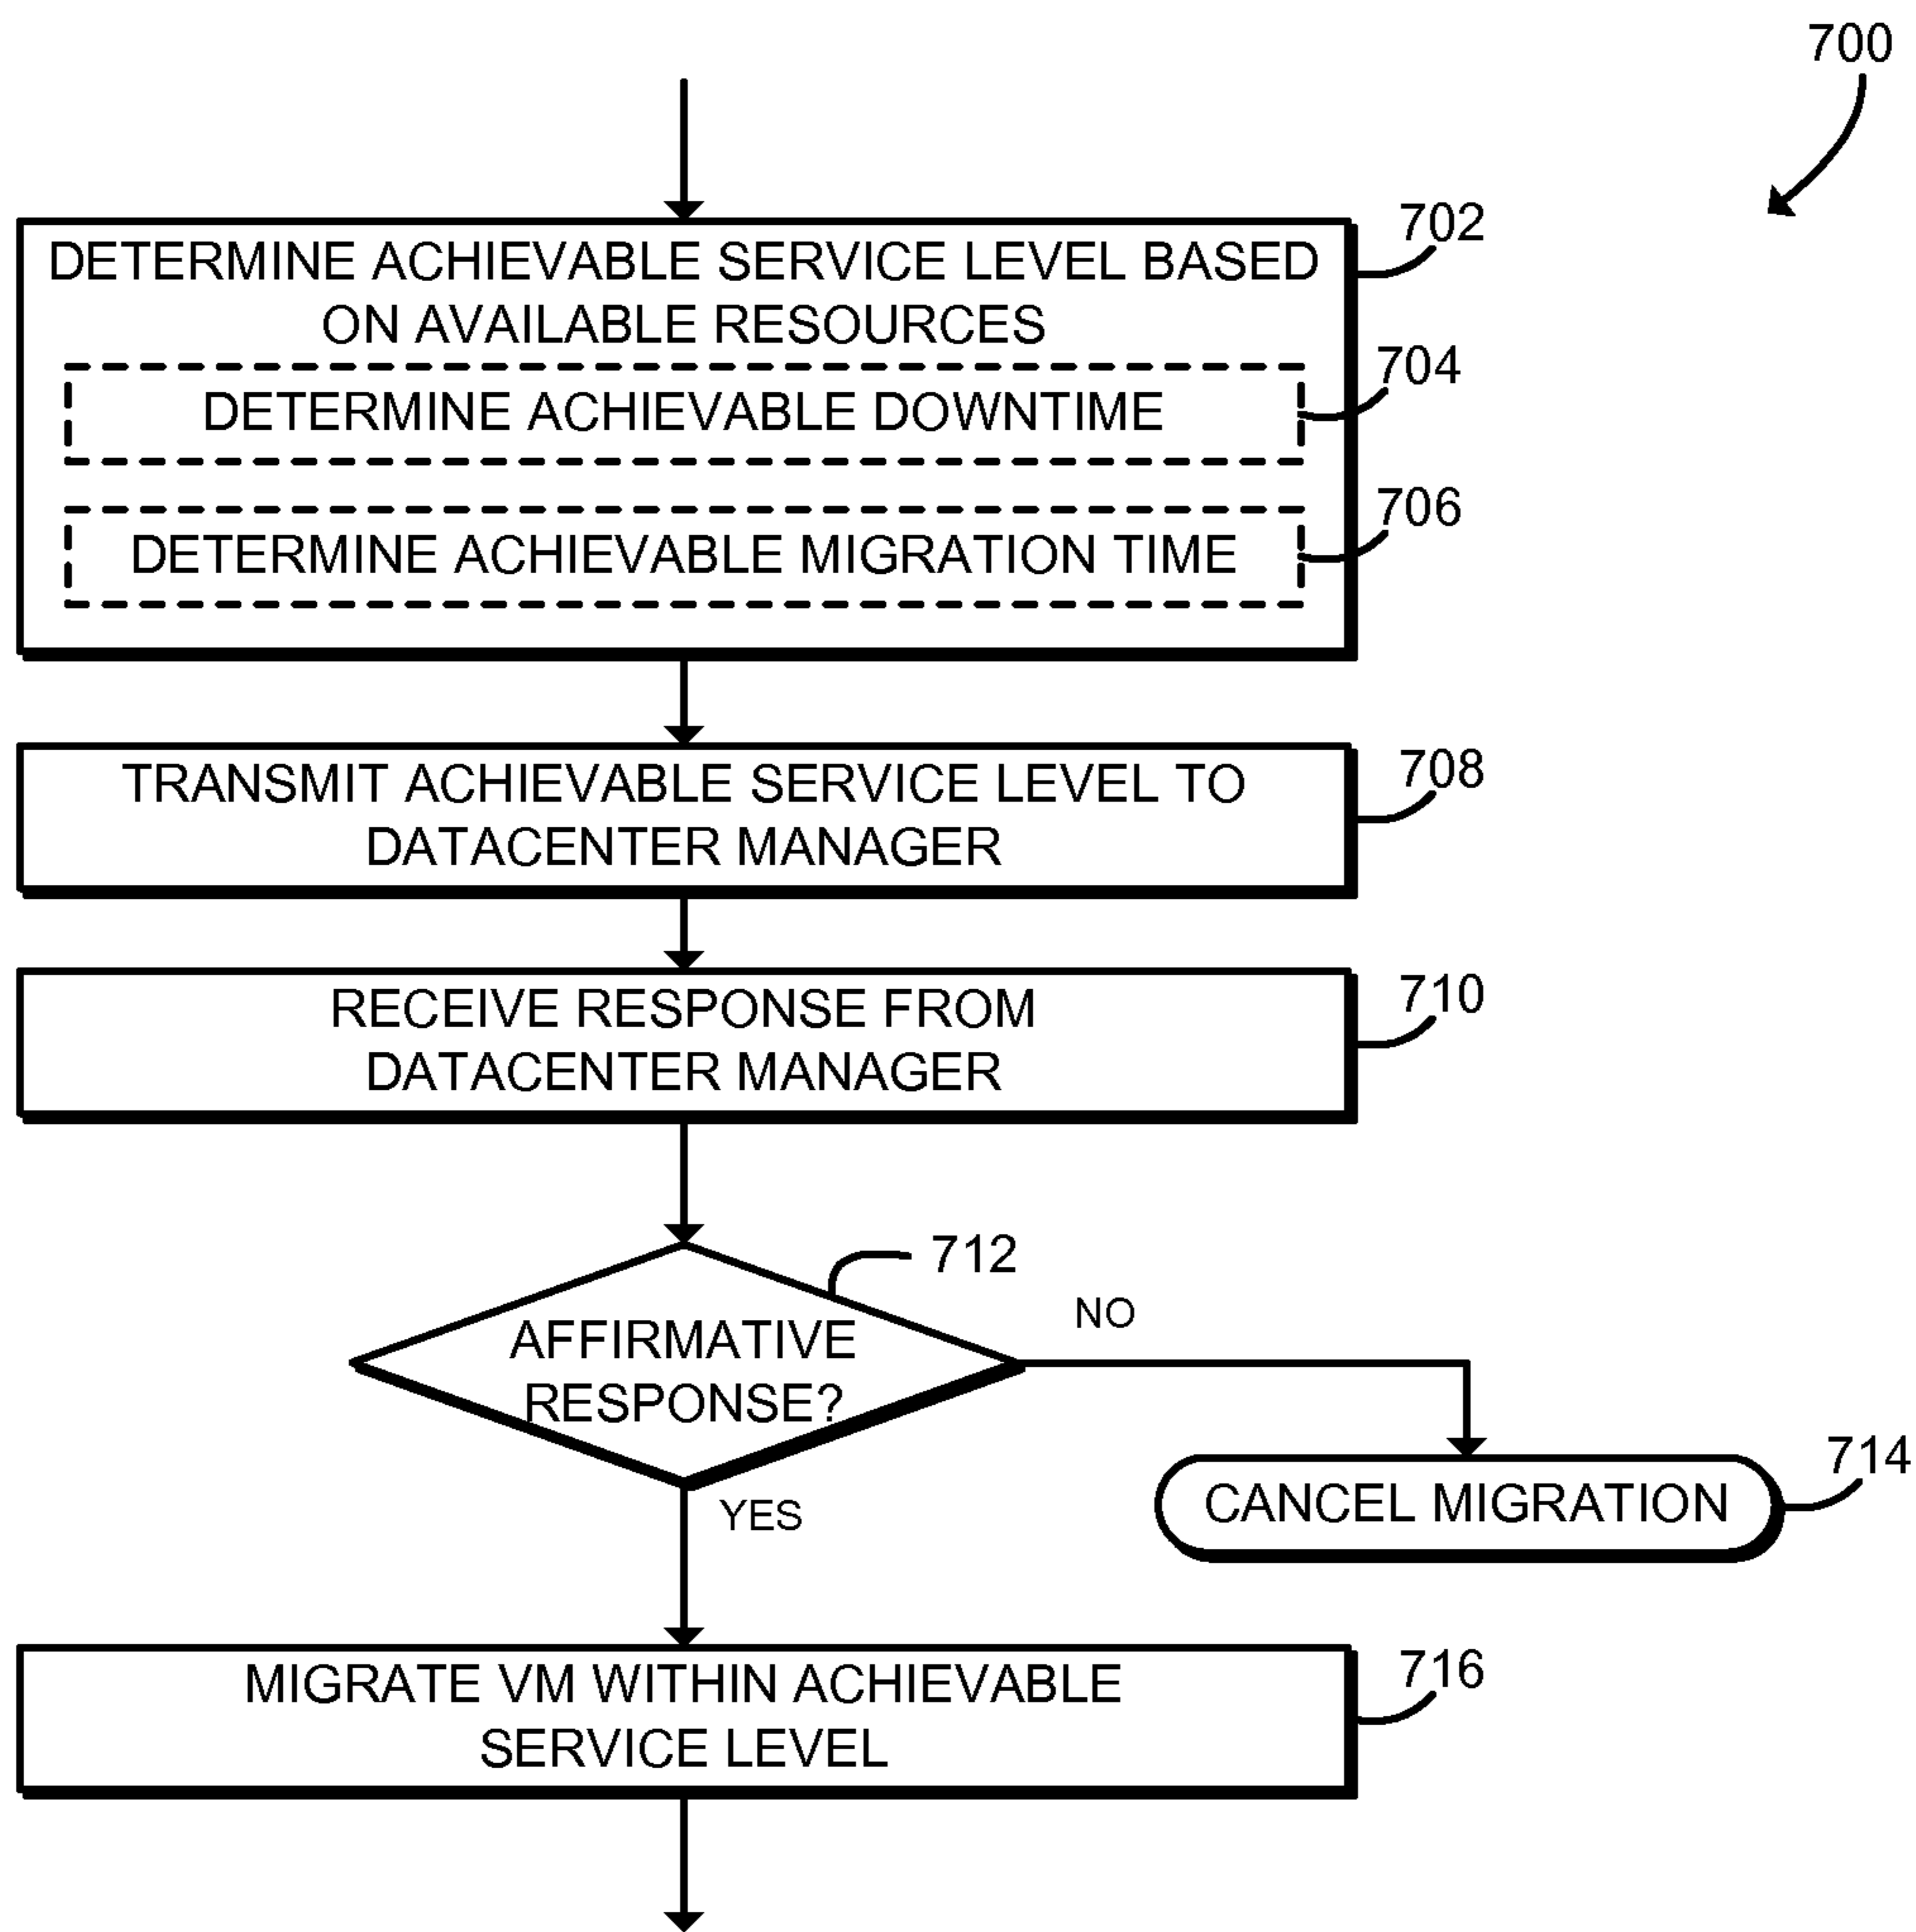 700
702
DETERMINE ACHIEVABLE SERVICE LEVEL BASED
ON AVAILABLE RESOURCES
704
DETERMINE ACHIEVABLE DOWNTIME
706
DETERMINE ACHIEVABLE MIGRATION TIME
708
TRANSMIT ACHIEVABLE SERVICE LEVEL TO
DATACENTER MANAGER
710
RECEIVE RESPONSE FROM
DATACENTER MANAGER
712
AFFIRMATIVE
RESPONSE?
NO
YES
714
CANCEL MIGRATION
716
MIGRATE VM WITHIN ACHIEVABLE
SERVICE LEVEL